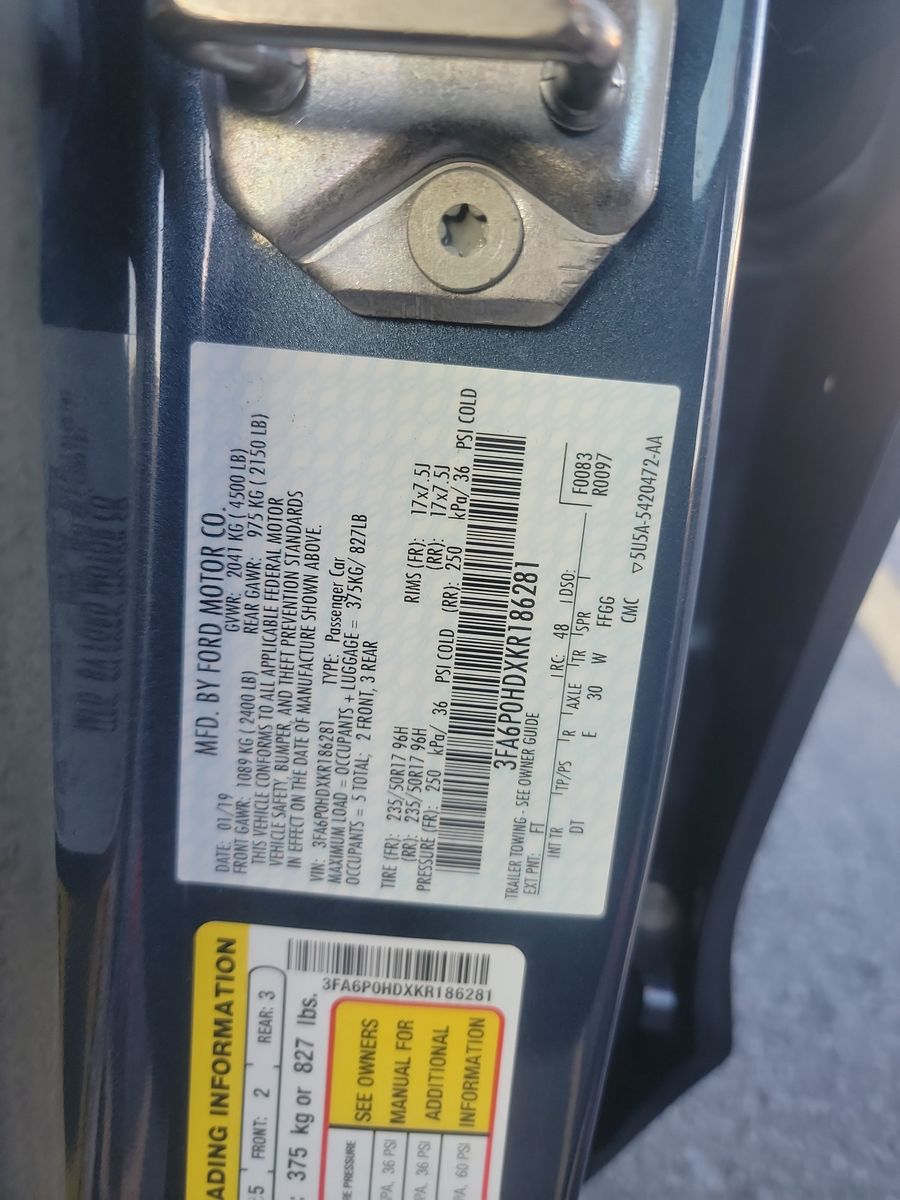 MFD. BY FORD MOTOR CO.
DATE: 01/19 GVWR: 2041 KG ( 4500 LB)
FRONT GAWR: 1089 KG ( 2400 LB) REAR GAWR: 975 KG ( 2150 LB)
THIS VEHICLE CONFORMS TO ALL APPLICABLE FEDERAL MOTOR
VEHICLE SAFETY, BUMPER, AND THEFT PREVENTION STANDARDS
IN EFFECT ON THE DATE OF MANUFACTURE SHOWN ABOVE.
VIN: 3FA6P0HDXKR186281 TYPE: Passenger Car
MAXIMUM LOAD = OCCUPANTS + LUGGAGE = 375KG/ 827LB
OCCUPANTS = 5 TOTAL; 2 FRONT, 3 REAR
TIRE (FR): 235/50R17 96H RIMS (FR): 17x7.5J
(RR): 235/50R17 96H (RR): 17x7.5J
PRESSURE (FR): 250 kPa/ 36 PSI COLD (RR): 250 kPa/ 36 PSI COLD
3FA6P0HDXKR186281
TRAILER TOWING - SEE OWNER GUIDE
EXT PNT: FT RC: 48 DSO: F0083
INT TR TP/PS R AXLE TR SPR R0097
DT E 30 W FFGG
CMC ▽5U5A-5420472-AA
ADING INFORMATION
5 FRONT: 2 REAR: 3
: 375 kg or 827 lbs.
3FA6P0HDXKR186281
RE PRESSURE SEE OWNERS
PA, 36 PSI MANUAL FOR
PA, 36 PSI ADDITIONAL
PA, 60 PSI INFORMATION